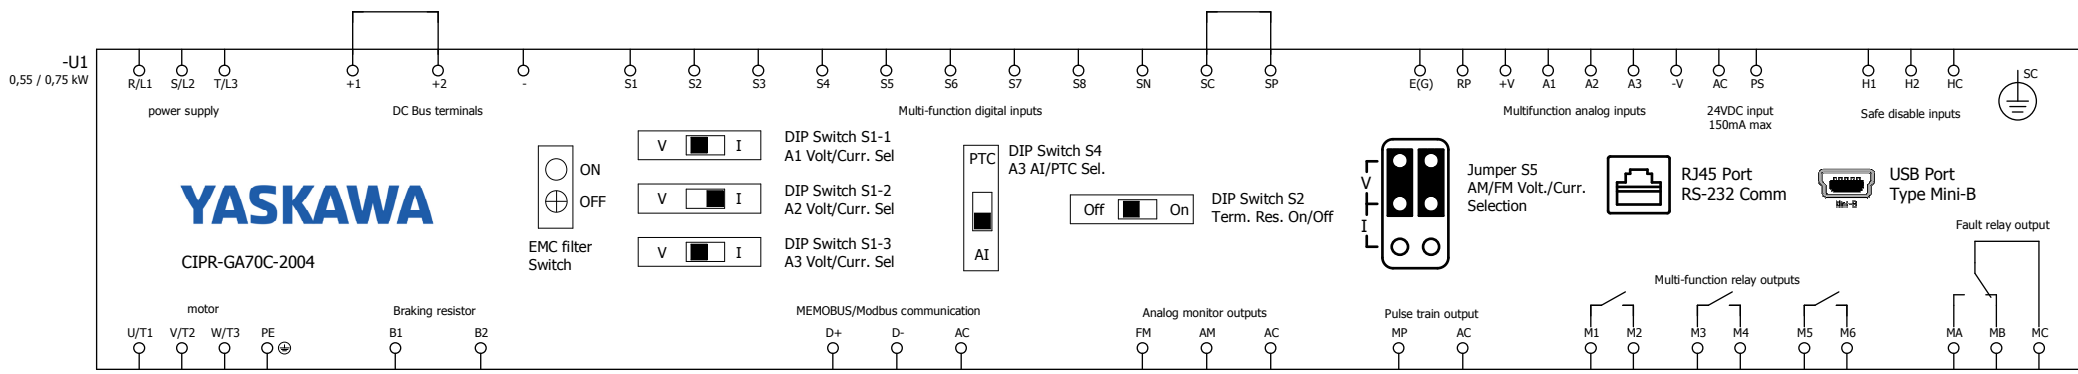 -U1
0,55 / 0,75 kW
R/L1 S/L2 T/L3 +1 +2 - S1 S2 S3 S4 S5 S6 S7 S8 SN SC SP E(G) RP +V A1 A2 A3 -V AC PS H1 H2 HC SC
power supply DC Bus terminals Multi-function digital inputs Multifunction analog inputs 24VDC input Safe disable inputs
150mA max
ON
OFF
EMC filter
Switch
V I
DIP Switch S1-1
A1 Volt/Curr. Sel
V I
DIP Switch S1-2
A2 Volt/Curr. Sel
V I
DIP Switch S1-3
A3 Volt/Curr. Sel
PTC
AI
DIP Switch S4
A3 AI/PTC Sel.
Off On
DIP Switch S2
Term. Res. On/Off
V
I
Jumper S5
AM/FM Volt./Curr.
Selection
RJ45 Port
RS-232 Comm
Mini-B
USB Port
Type Mini-B
YASKAWA
CIPR-GA70C-2004
Fault relay output
Multi-function relay outputs
motor Braking resistor MEMOBUS/Modbus communication Analog monitor outputs Pulse train output
U/T1 V/T2 W/T3 PE B1 B2 D+ D- AC FM AM AC MP AC M1 M2 M3 M4 M5 M6 MA MB MC